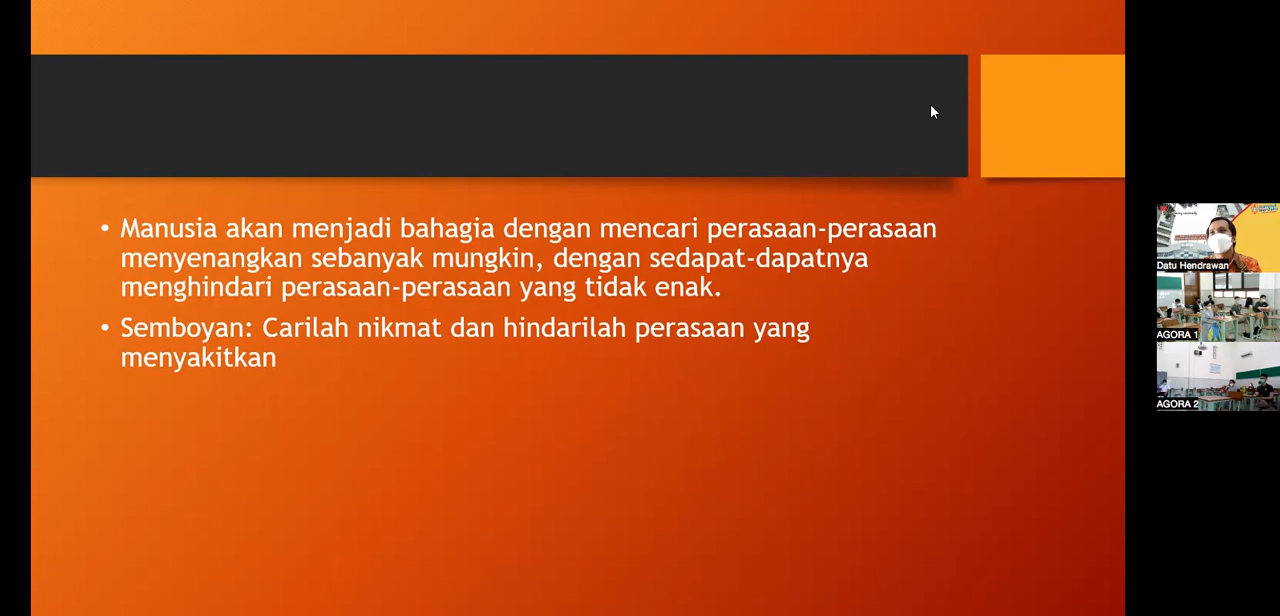 • Manusia akan menjadi bahagia dengan mencari perasaan-perasaan
menyenangkan sebanyak mungkin, dengan sedapat-dapatnya
menghindari perasaan-perasaan yang tidak enak.
• Semboyan: Carilah nikmat dan hindarilah perasaan yang
menyakitkan
Datu Hendrawan
AGORA 1
AGORA 2